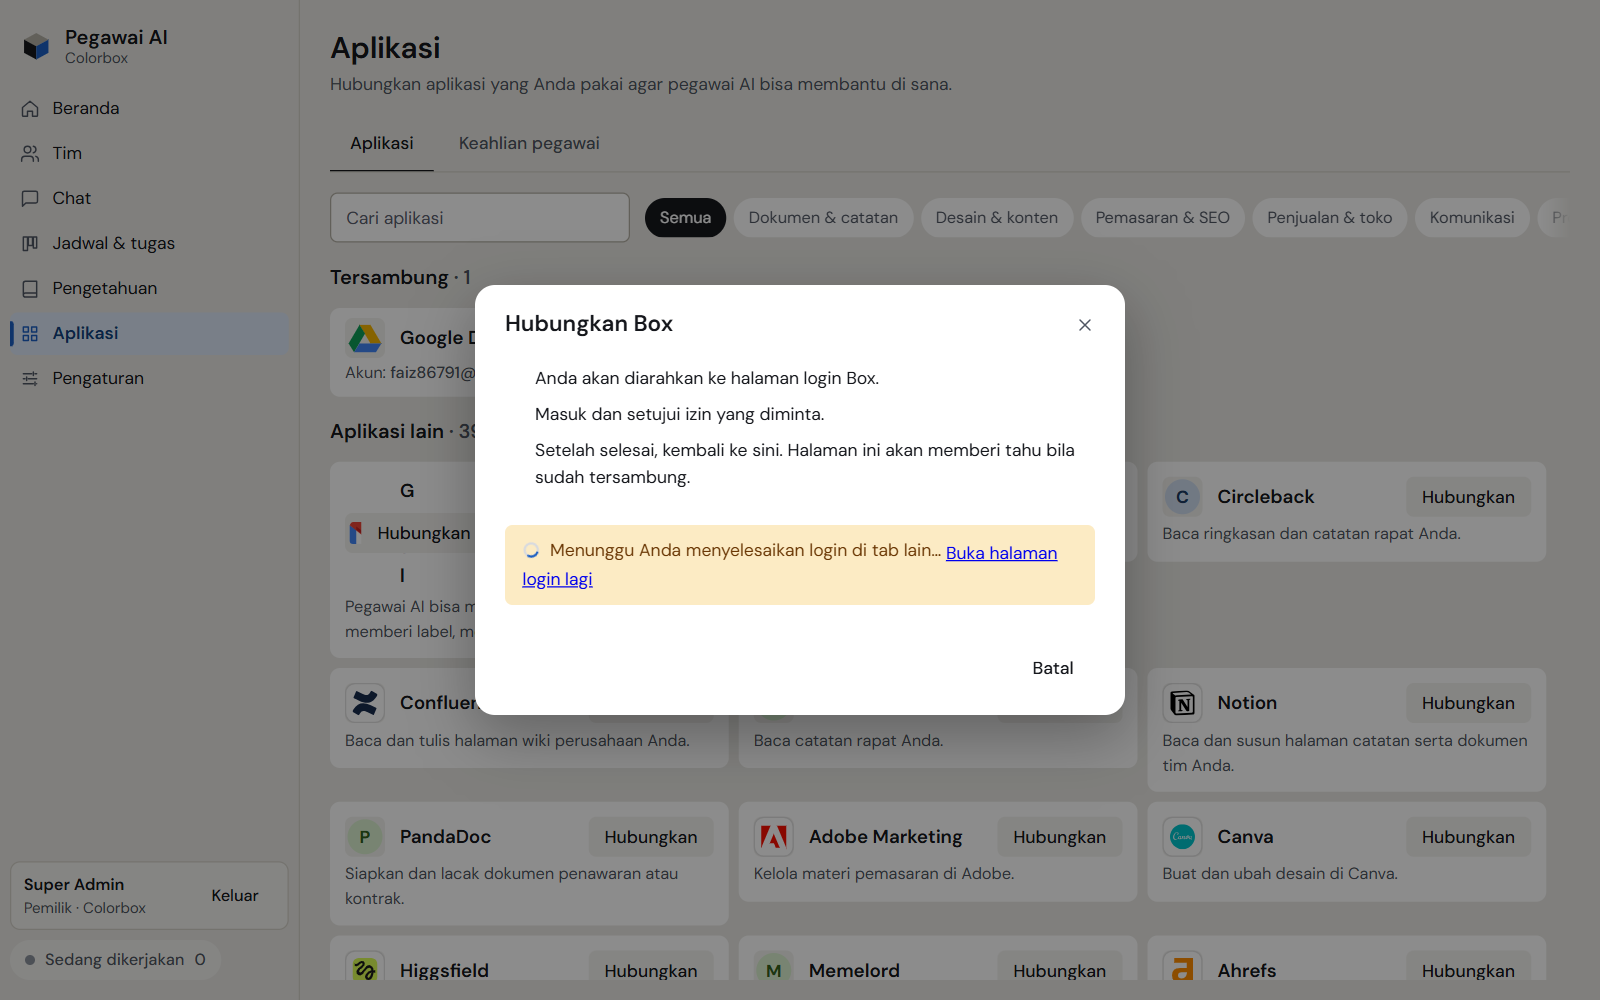 Pegawai AI
Colorbox
Beranda
Tim
Chat
Jadwal & tugas
Pengetahuan
Aplikasi
Pengaturan
Super Admin
Pemilik · Colorbox
Keluar
Sedang dikerjakan 0
Aplikasi
Hubungkan aplikasi yang Anda pakai agar pegawai AI bisa membantu di sana.
Aplikasi
Keahlian pegawai
Cari aplikasi
Semua
Dokumen & catatan
Desain & konten
Pemasaran & SEO
Penjualan & toko
Komunikasi
Tersambung · 1
Google
Akun: faiz86791@
Aplikasi lain · 39
G
Hubungkan
Pegawai AI bisa
memberi label,
Circleback
Hubungkan
Baca ringkasan dan catatan rapat Anda.
Hubungkan Box
Anda akan diarahkan ke halaman login Box.
Masuk dan setujui izin yang diminta.
Setelah selesai, kembali ke sini. Halaman ini akan memberi tahu bila
sudah tersambung.
Menunggu Anda menyelesaikan login di tab lain... Buka halaman
login lagi
Batal
Baca dan tulis halaman wiki perusahaan Anda.
Baca catatan rapat Anda.
Notion
Hubungkan
Baca dan susun halaman catatan serta dokumen
tim Anda.
P
PandaDoc
Hubungkan
Siapkan dan lacak dokumen penawaran atau
kontrak.
Adobe Marketing
Hubungkan
Kelola materi pemasaran di Adobe.
Canva
Hubungkan
Buat dan ubah desain di Canva.
Higgsfield
Hubungkan
M
Memelord
Hubungkan
Ahrefs
Hubungkan